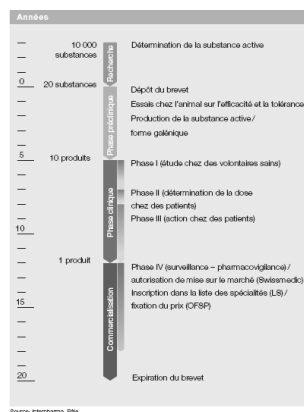 Années
10 000
substances
Recherche
Détermination de la substance active
0
20 substances
Dépôt du brevet
Essais chez l'animal sur l'efficacité et la tolérance
Production de la substance active/
forme galénique
Phase préclinique
5
10 produits
Phase I (étude chez des volontaires sains)
Phase II (détermination de la dose
chez des patients)
Phase III (action chez des patients)
Phase clinique
10
1 produit
Phase IV (surveillance – pharmacovigilance)/
autorisation de mise sur le marché (Swissmedic)
Inscription dans la liste des spécialités (LS)/
fixation du prix (OFSP)
15
Commercialisation
20
Expiration du brevet
Source: Interpharma, Bâle